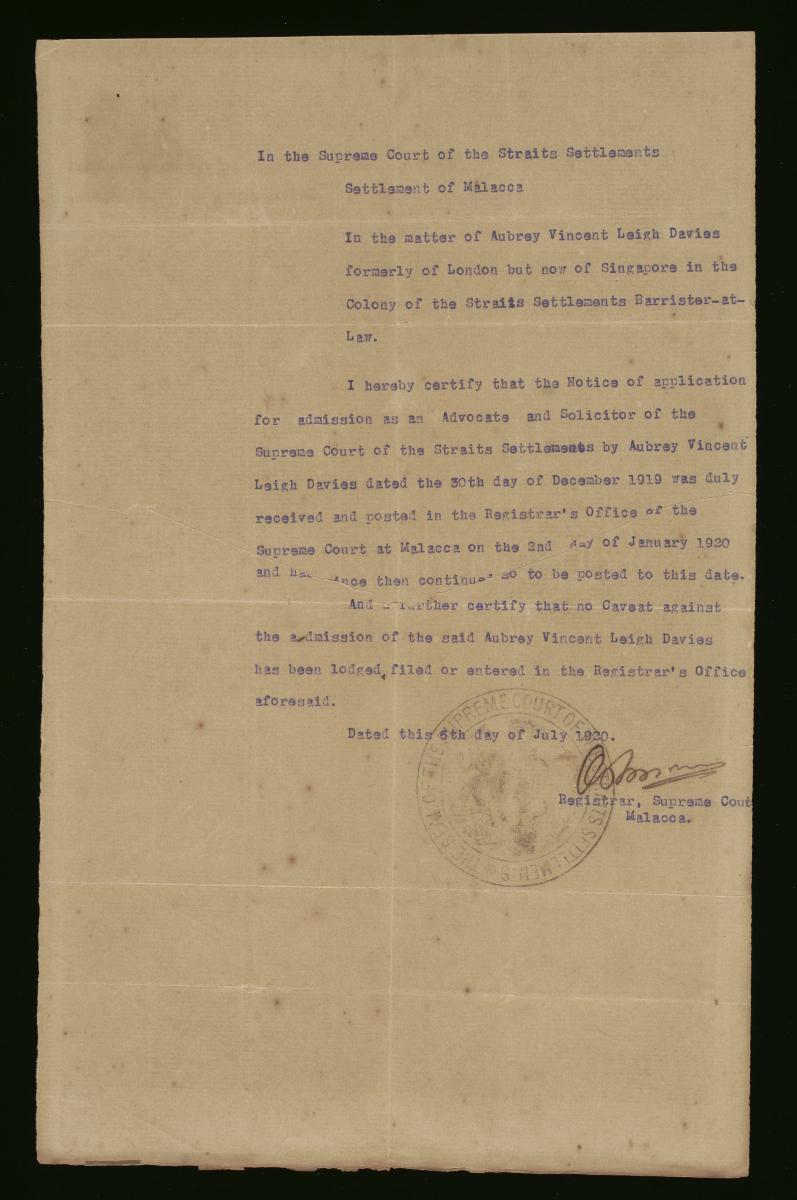 In the Supreme Court of the Straits Settlements
Settlement of Malacca
In the matter of Aubrey Vincent Leigh Davies
formerly of London but now of Singapore in the
Colony of the Straits Settlements Barrister-at-
Law.
I hereby certify that the Notice of application
for admission as an Advocate and Solicitor of the
Supreme Court of the Straits Settlements by Aubrey Vincent
Leigh Davies dated the 30th day of December 1919 was duly
received and posted in the Registrar's Office of the
Supreme Court at Malacca on the 2nd day of January 1920
and then so to be posted to this date.
And further certify that no Caveat against
the admission of the said Aubrey Vincent Leigh Davies
has been lodged, filed or entered in the Registrar's Office
aforesaid.
Dated this 6th day of July 1920.
Registrar, Supreme Cout
Malacca.
SUPREME COURT OF SETTLEMENTS